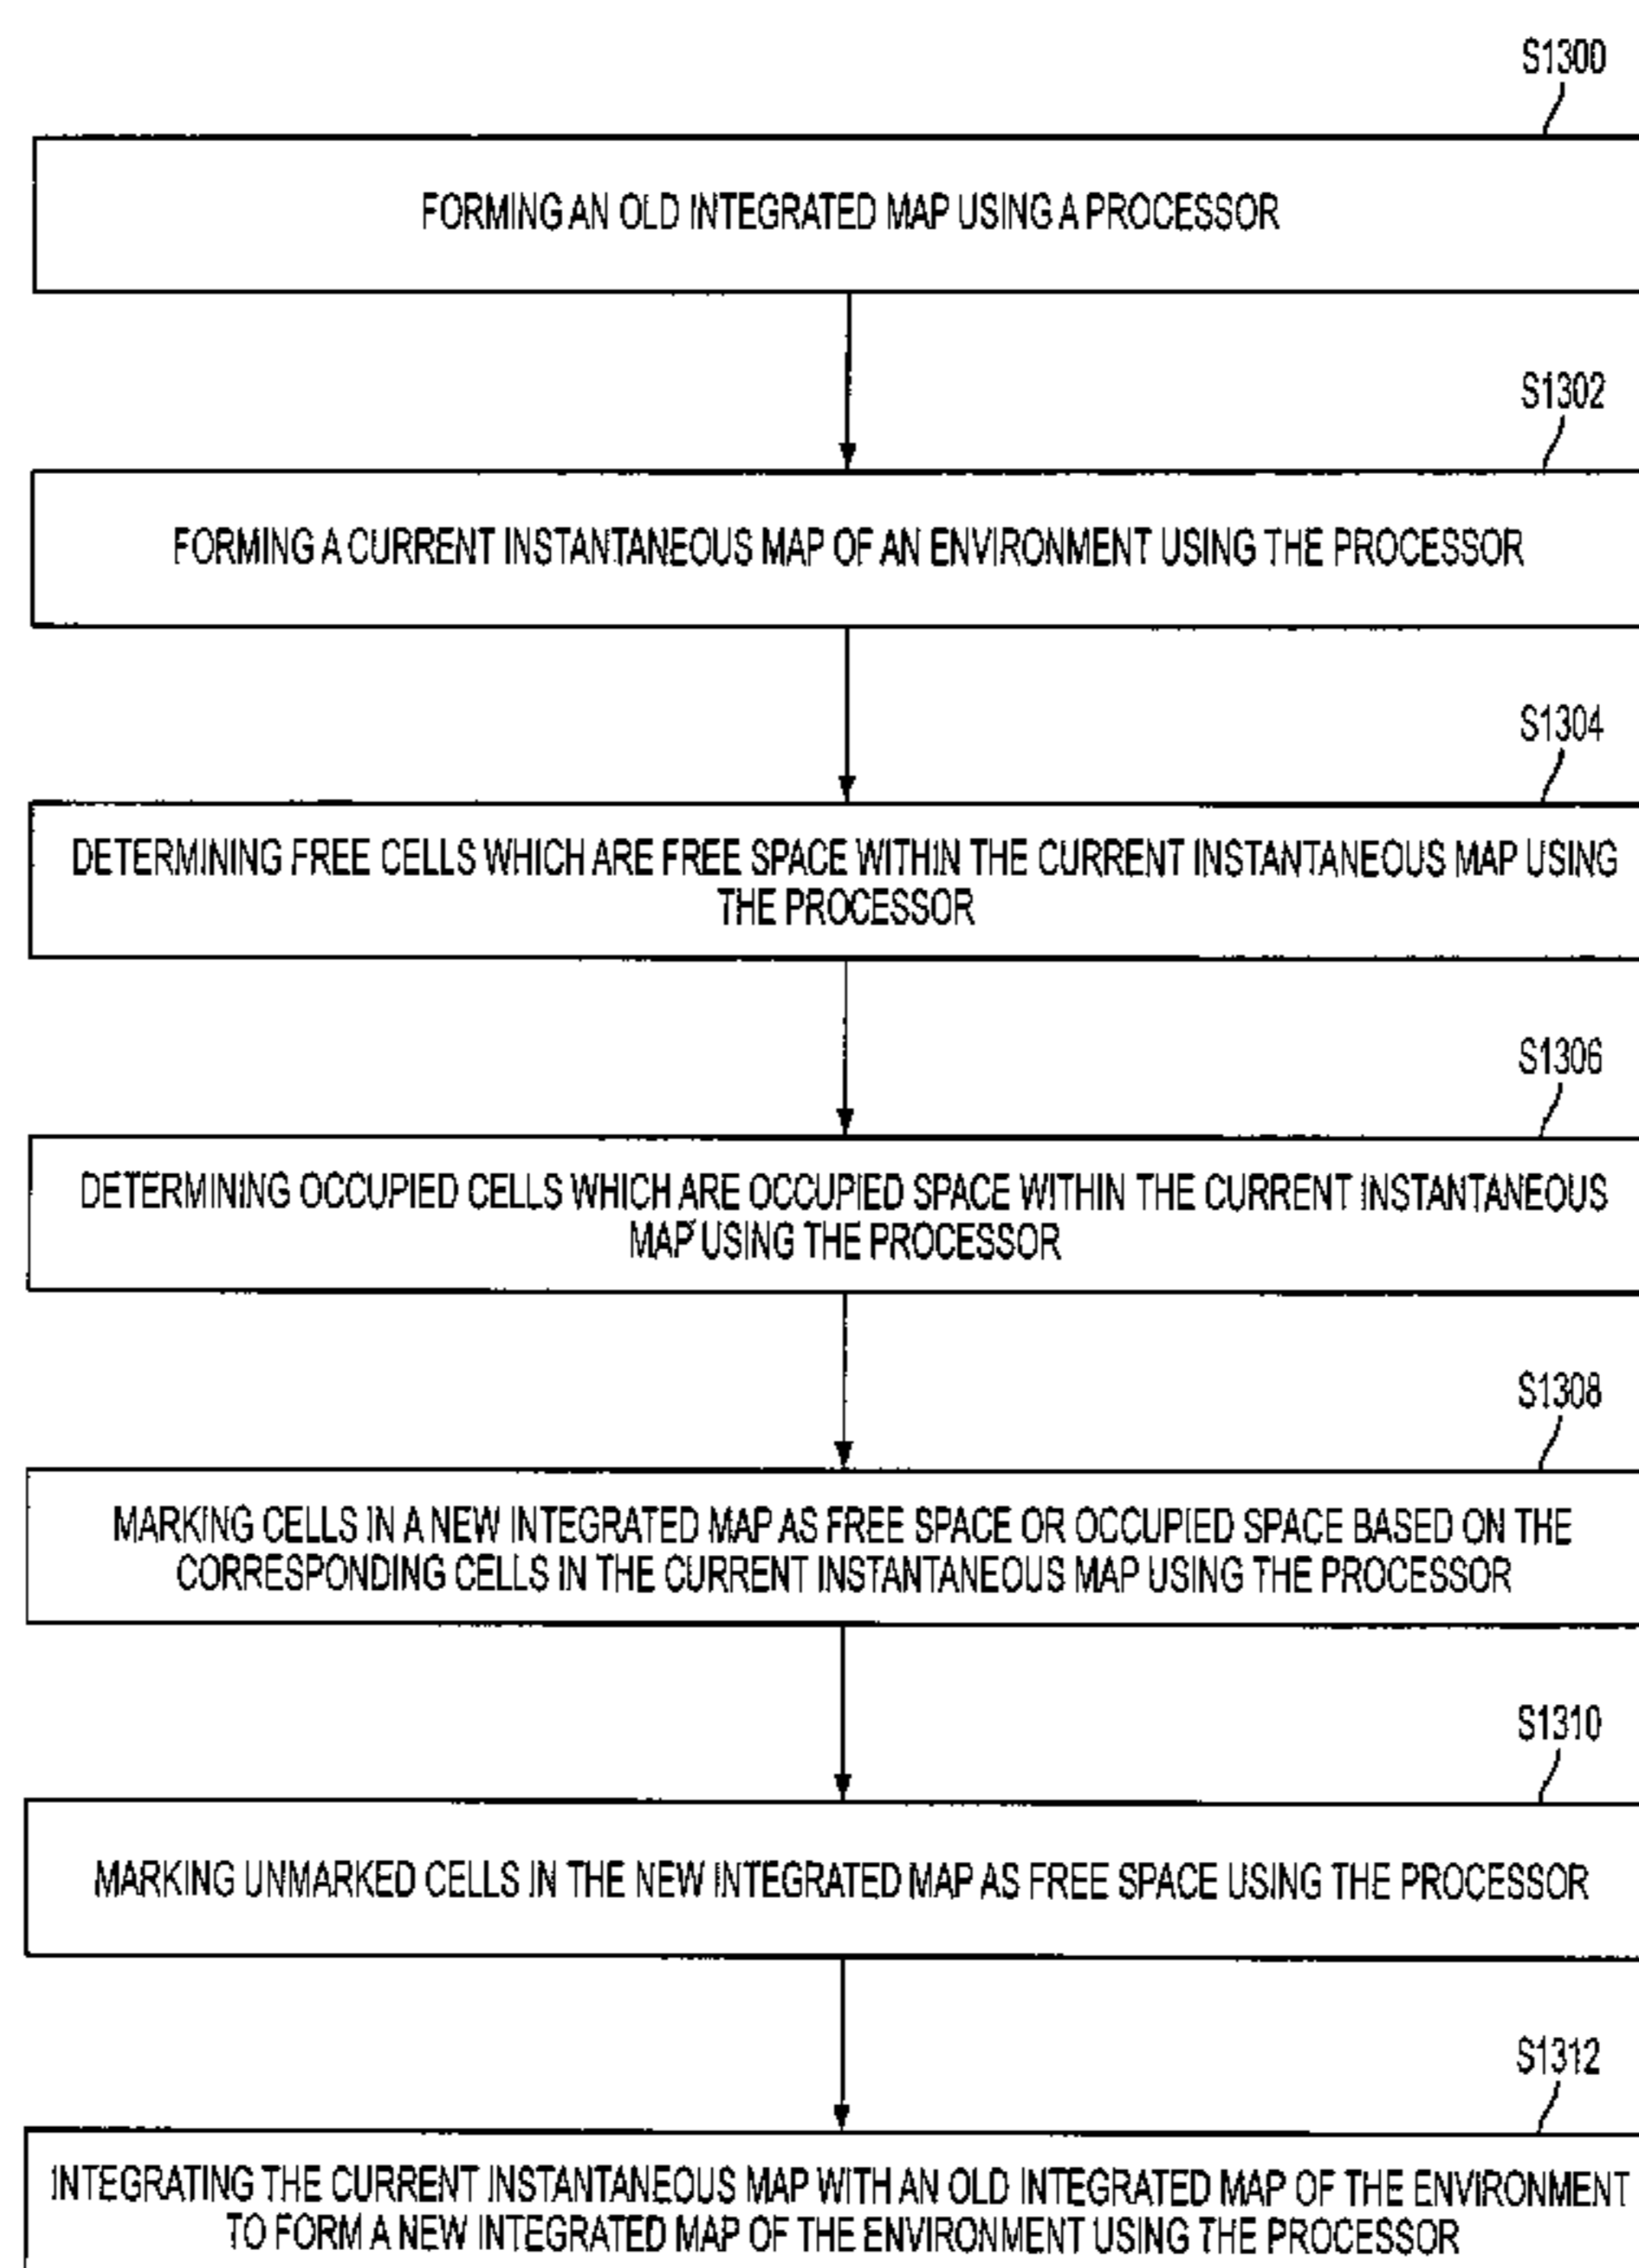 S1300
FORMING AN OLD INTEGRATED MAP USING A PROCESSOR
S1302
FORMING A CURRENT INSTANTANEOUS MAP OF AN ENVIRONMENT USING THE PROCESSOR
S1304
DETERMINING FREE CELLS WHICH ARE FREE SPACE WITHIN THE CURRENT INSTANTANEOUS MAP USING
THE PROCESSOR
S1306
DETERMINING OCCUPIED CELLS WHICH ARE OCCUPIED SPACE WITHIN THE CURRENT INSTANTANEOUS
MAP USING THE PROCESSOR
S1308
MARKING CELLS IN A NEW INTEGRATED MAP AS FREE SPACE OR OCCUPIED SPACE BASED ON THE
CORRESPONDING CELLS IN THE CURRENT INSTANTANEOUS MAP USING THE PROCESSOR
S1310
MARKING UNMARKED CELLS IN THE NEW INTEGRATED MAP AS FREE SPACE USING THE PROCESSOR
S1312
INTEGRATING THE CURRENT INSTANTANEOUS MAP WITH AN OLD INTEGRATED MAP OF THE ENVIRONMENT
TO FORM A NEW INTEGRATED MAP OF THE ENVIRONMENT USING THE PROCESSOR